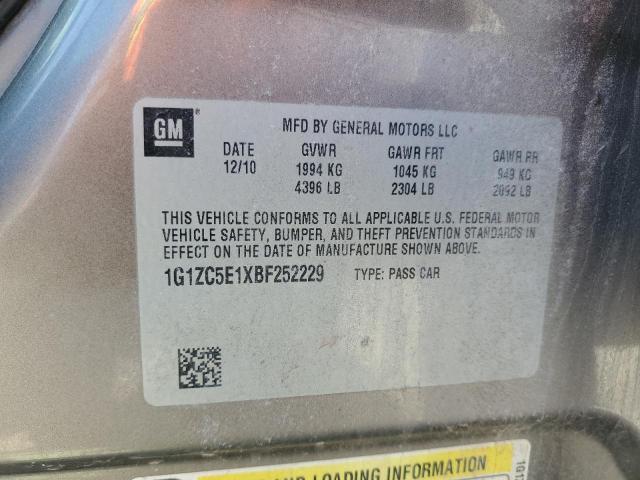 GM®
MFD BY GENERAL MOTORS LLC
DATE GVWR GAWR FRT GAWR RR
12/10 1994 KG 1045 KG 949 KG
4396 LB 2304 LB 2092 LB
THIS VEHICLE CONFORMS TO ALL APPLICABLE U.S. FEDERAL MOTOR
VEHICLE SAFETY, BUMPER, AND THEFT PREVENTION STANDARDS IN
EFFECT ON THE DATE OF MANUFACTURE SHOWN ABOVE.
1G1ZC5E1XBF252229 TYPE: PASS CAR
LOADING INFORMATION